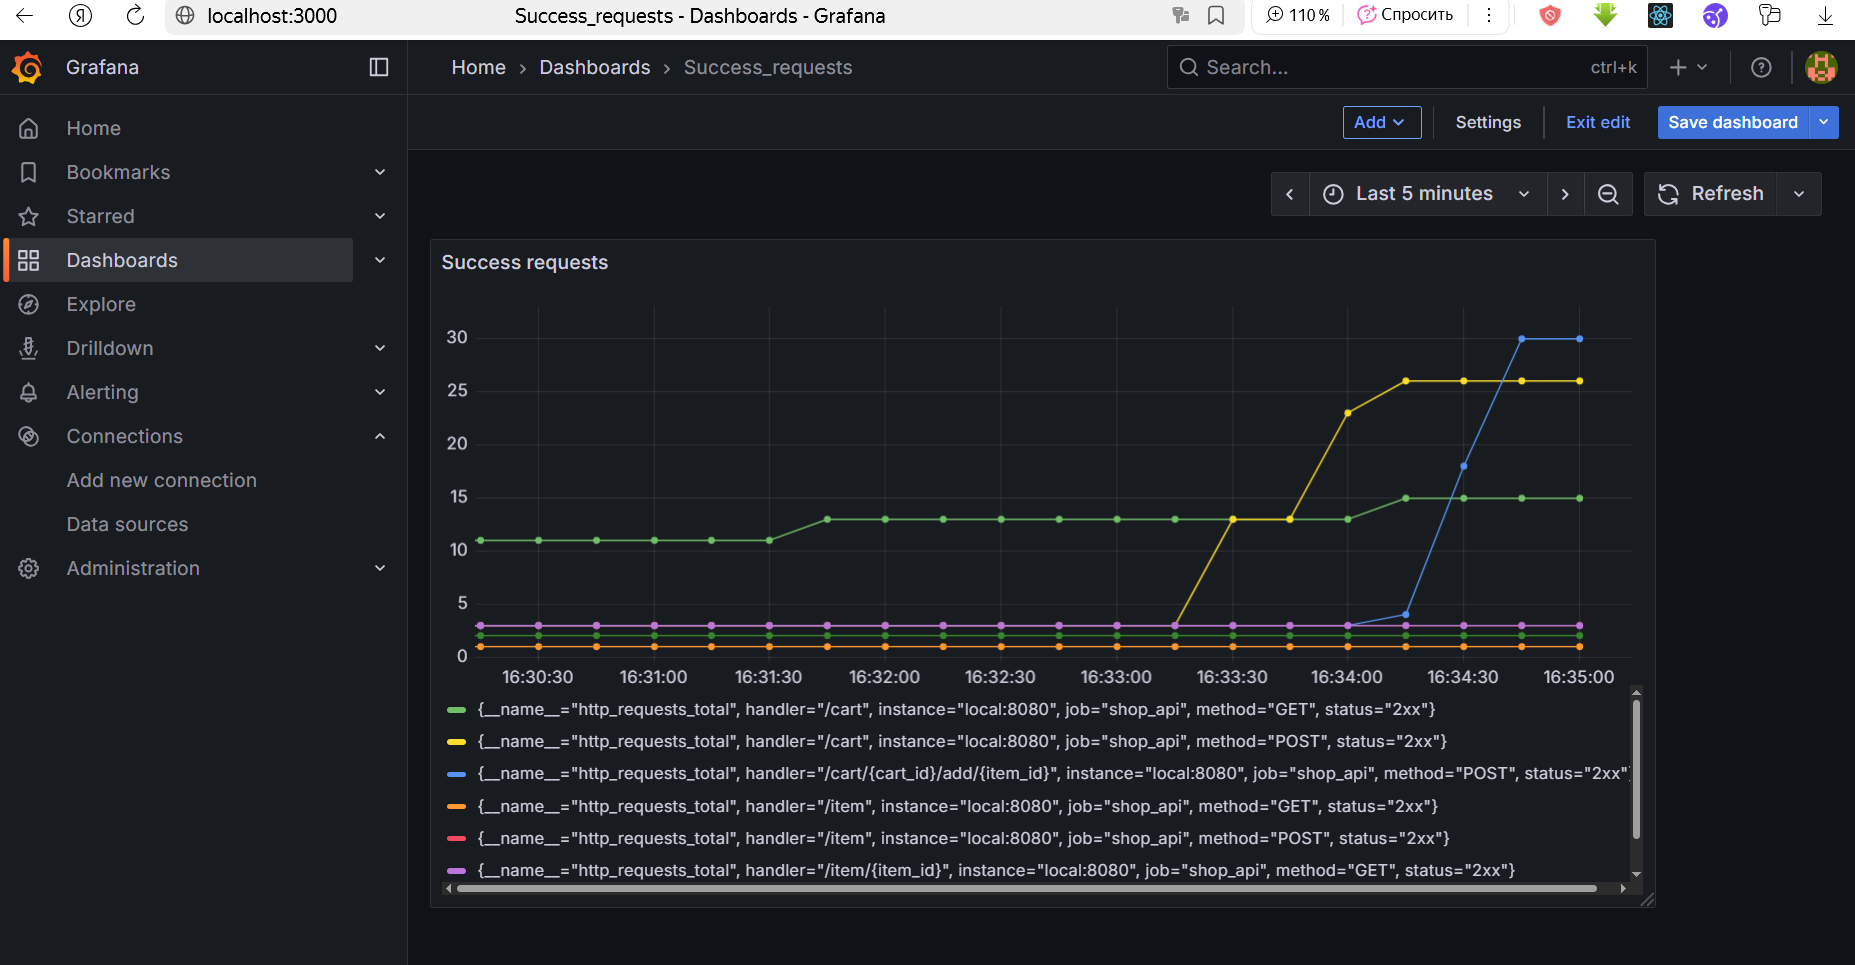 localhost:3000
Success_requests - Dashboards - Grafana
110 %
Спросить
Grafana
Home › Dashboards › Success_requests
Search...
ctrl+k
Home
Bookmarks
Starred
Dashboards
Explore
Drilldown
Alerting
Connections
Add new connection
Data sources
Administration
Add
Settings
Exit edit
Save dashboard
Last 5 minutes
Refresh
Success requests
30
25
20
15
10
5
0
16:30:30 16:31:00 16:31:30 16:32:00 16:32:30 16:33:00 16:33:30 16:34:00 16:34:30 16:35:00
{__name__="http_requests_total", handler="/cart", instance="local:8080", job="shop_api", method="GET", status="2xx"}
{__name__="http_requests_total", handler="/cart", instance="local:8080", job="shop_api", method="POST", status="2xx"}
{__name__="http_requests_total", handler="/cart/{cart_id}/add/{item_id}", instance="local:8080", job="shop_api", method="POST", status="2xx"}
{__name__="http_requests_total", handler="/item", instance="local:8080", job="shop_api", method="GET", status="2xx"}
{__name__="http_requests_total", handler="/item", instance="local:8080", job="shop_api", method="POST", status="2xx"}
{__name__="http_requests_total", handler="/item/{item_id}", instance="local:8080", job="shop_api", method="GET", status="2xx"}